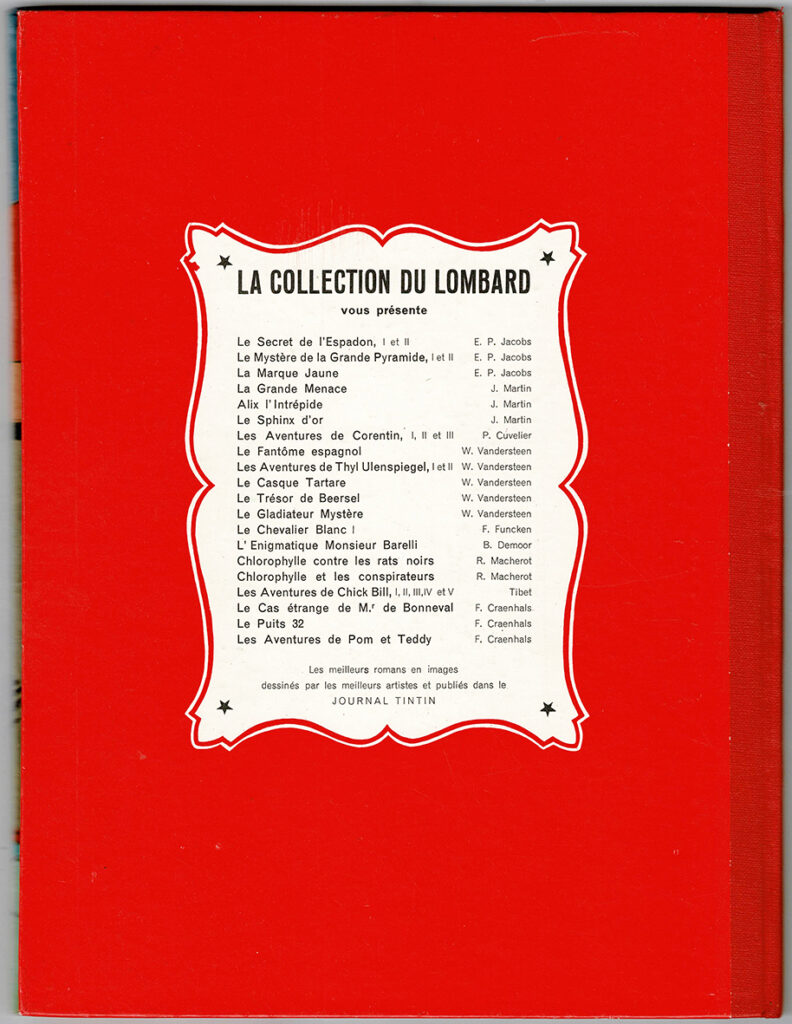 LA COLLECTION DU LOMBARD
vous présente
Le Secret de l'Espadon, I et II E. P. Jacobs
Le Mystère de la Grande Pyramide, I et II E. P. Jacobs
La Marque Jaune E. P. Jacobs
La Grande Menace J. Martin
Alix l'Intrépide J. Martin
Le Sphinx d'or J. Martin
Les Aventures de Corentin, I, II et III P. Cuvelier
Le Fantôme espagnol W. Vandersteen
Les Aventures de Thyl Ulenspiegel, I et II W. Vandersteen
Le Casque Tartare W. Vandersteen
Le Trésor de Beersel W. Vandersteen
Le Gladiateur Mystère W. Vandersteen
Le Chevalier Blanc I F. Funcken
L' Enigmatique Monsieur Barelli B. Demoor
Chlorophylle contre les rats noirs R. Macherot
Chlorophylle et les conspirateurs R. Macherot
Les Aventures de Chick Bill, I, II, III, IV et V Tibet
Le Cas étrange de M.r de Bonneval F. Craenhals
Le Puits 32 F. Craenhals
Les Aventures de Pom et Teddy F. Craenhals
Les meilleurs romans en images
dessinés par les meilleurs artistes et publiés dans le
JOURNAL TINTIN